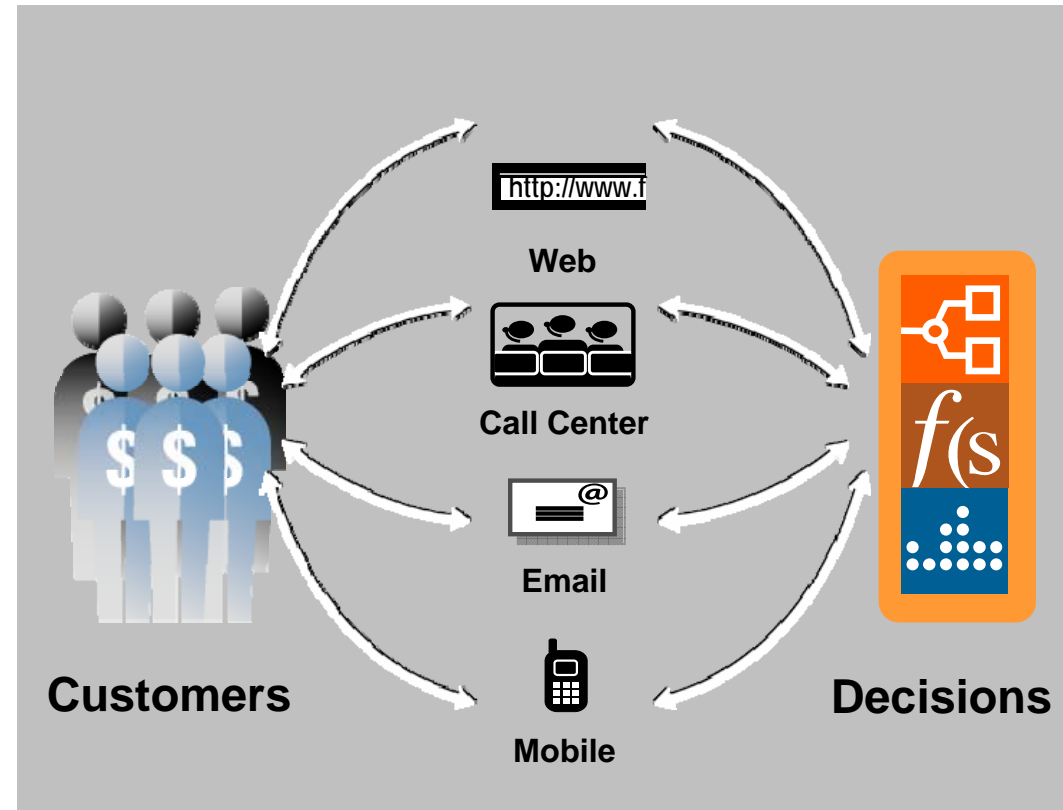 http://www.f
Web
Call Center
$ $ $
f(s
Email
Customers
Decisions
Mobile
@